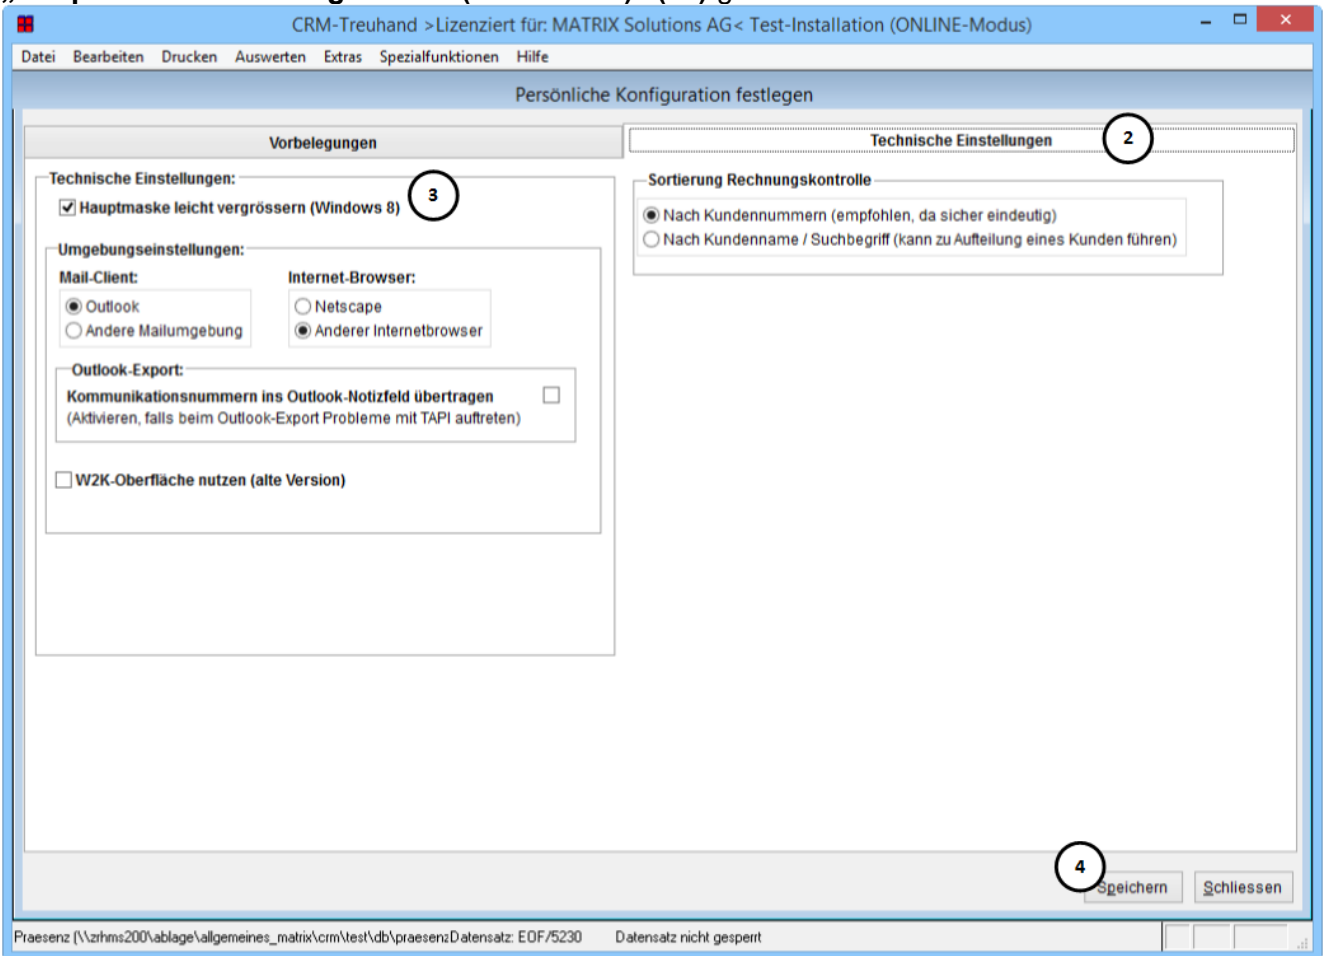 CRM-Treuhand >Lizenziert für: MATRIX Solutions AG< Test-Installation (ONLINE-Modus)
Datei Bearbeiten Drucken Auswerten Extras Spezialfunktionen Hilfe
Persönliche Konfiguration festlegen
Vorbelegungen
Technische Einstellungen
2
Technische Einstellungen:
3
Hauptmaske leicht vergrössern (Windows 8)
Umgebungseinstellungen:
Mail-Client:
Outlook
Andere Mailumgebung
Internet-Browser:
Netscape
Anderer Internetbrowser
Outlook-Export:
Kommunikationsnummern ins Outlook-Notizfeld übertragen
(Aktivieren, falls beim Outlook-Export Probleme mit TAPI auftreten)
W2K-Oberfläche nutzen (alte Version)
Sortierung Rechnungskontrolle
Nach Kundennummern (empfohlen, da sicher eindeutig)
Nach Kundenname / Suchbegriff (kann zu Aufteilung eines Kunden führen)
4
Speichern
Schliessen
Praesenz (\\zrhms200\ablage\allgemeines_matrix\crm\test\db\praesenz Datensatz: EOF/5230 Datensatz nicht gesperrt